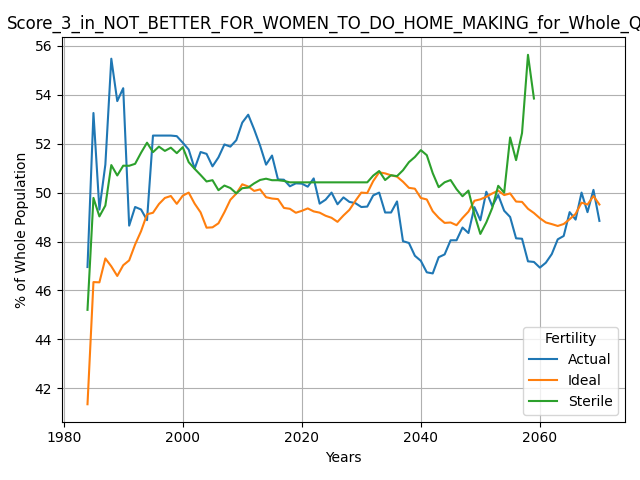 Score_3_in_NOT_BETTER_FOR_WOMEN_TO_DO_HOME_MAKING_for_Whole_Q
56
54
52
50
48
46
44
42
% of Whole Population
1980
2000
2020
2040
2060
Years
Fertility
Actual
Ideal
Sterile